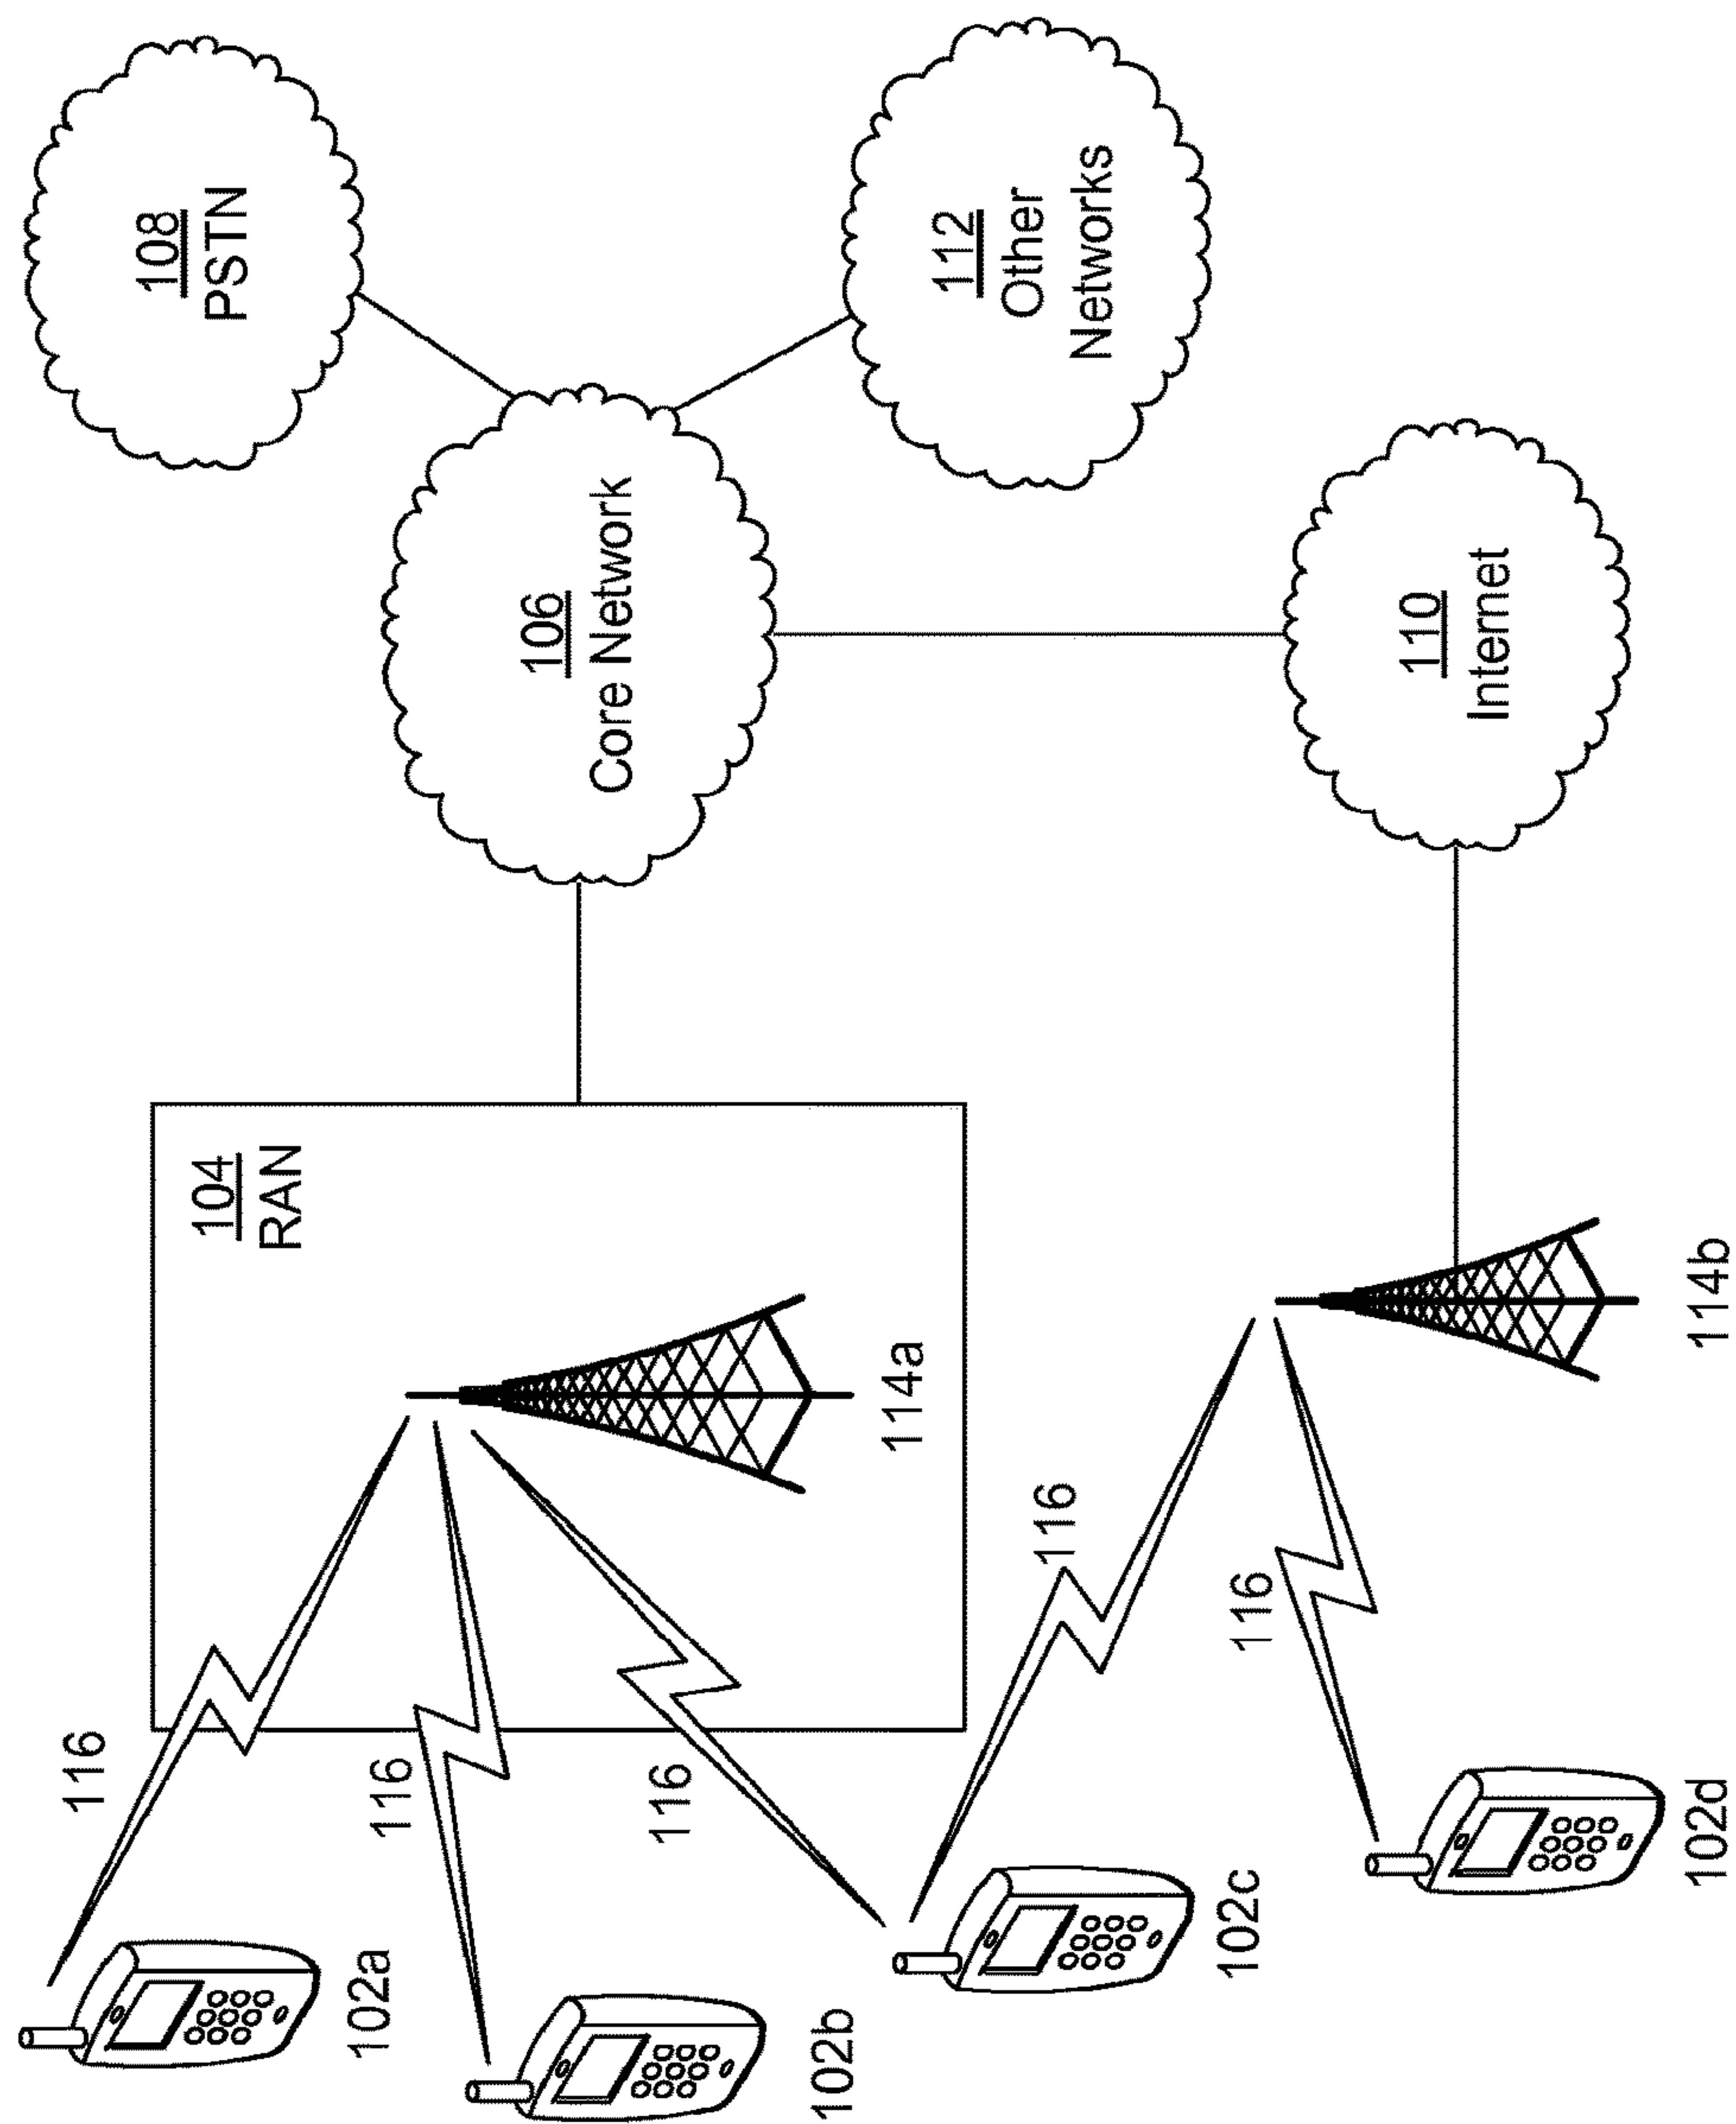 108
PSTN
106
Core Network
112
Other
Networks
110
Internet
104
RAN
114a
114b
116
116
116
116
116
102a
102b
102c
102d